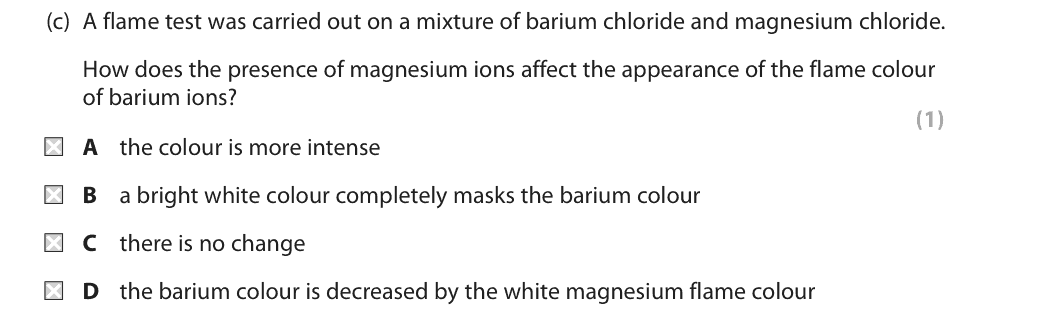 (c) A flame test was carried out on a mixture of barium chloride and magnesium chloride.
How does the presence of magnesium ions affect the appearance of the flame colour
of barium ions?
(1)
A the colour is more intense
B a bright white colour completely masks the barium colour
C there is no change
D the barium colour is decreased by the white magnesium flame colour